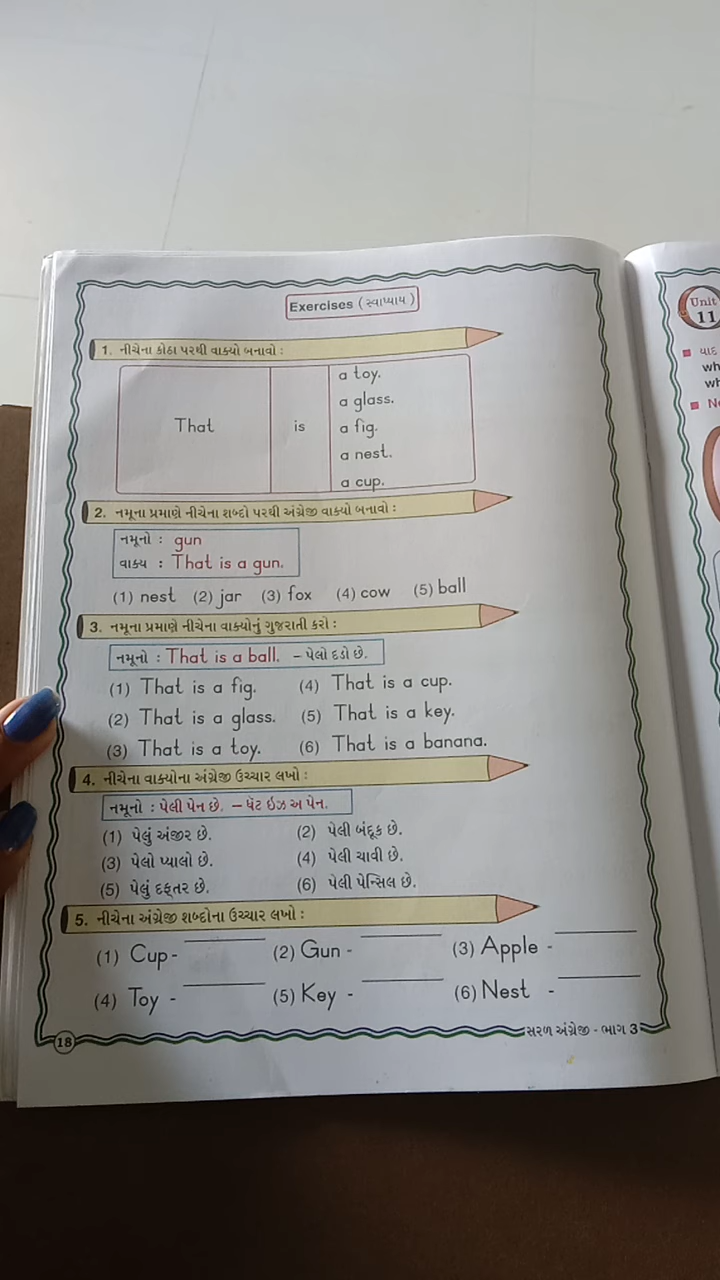 Exercises (સ્વાધ્યાય)
1. નીચેના કોઠા પરથી વાક્યો બનાવો :
a toy.
a glass.
That is a fig.
a nest.
a cup.
2. નમૂના પ્રમાણે નીચેના શબ્દો પરથી અંગ્રેજી વાક્યો બનાવો :
નમૂનો : gun
વાક્ય : That is a gun.
(1) nest (2) jar (3) fox (4) cow (5) ball
3. નમૂના પ્રમાણે નીચેના વાક્યોનું ગુજરાતી કરો :
નમૂનો : That is a ball. – પેલો દડો છે.
(1) That is a fig. (4) That is a cup.
(2) That is a glass. (5) That is a key.
(3) That is a toy. (6) That is a banana.
4. નીચેના વાક્યોના અંગ્રેજી ઉચ્ચાર લખો :
નમૂનો : પેલી પેન છે. – ધૅટ ઇઝ અ પેન.
(1) પેલું અંજીર છે. (2) પેલી બંદૂક છે.
(3) પેલો પ્યાલો છે. (4) પેલી ચાવી છે.
(5) પેલું દફતર છે. (6) પેલી પેન્સિલ છે.
5. નીચેના અંગ્રેજી શબ્દોના ઉચ્ચાર લખો :
(1) Cup - (2) Gun - (3) Apple -
(4) Toy - (5) Key - (6) Nest -
18 સરળ અંગ્રેજી - ભાગ 3
Unit
11
યાદ
wh
wh